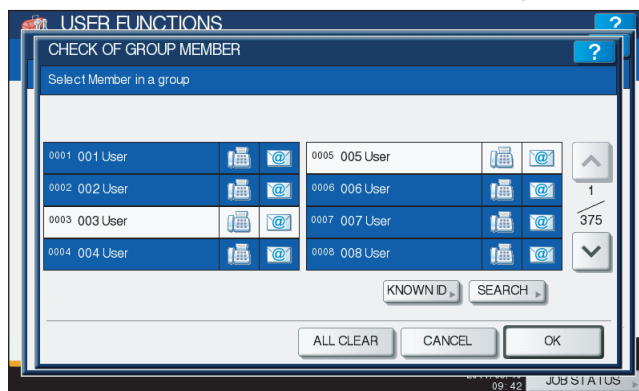 USER FUNCTIONS
?
CHECK OF GROUP MEMBER
?
Select Member in a group
0001 001 User
@
0005 005 User
@
0002 002 User
@
0006 006 User
@
1
0003 003 User
@
0007 007 User
@
375
0004 004 User
@
0008 008 User
@
KNOWN ID
SEARCH
ALL CLEAR
CANCEL
OK
09:42
JOB STATUS